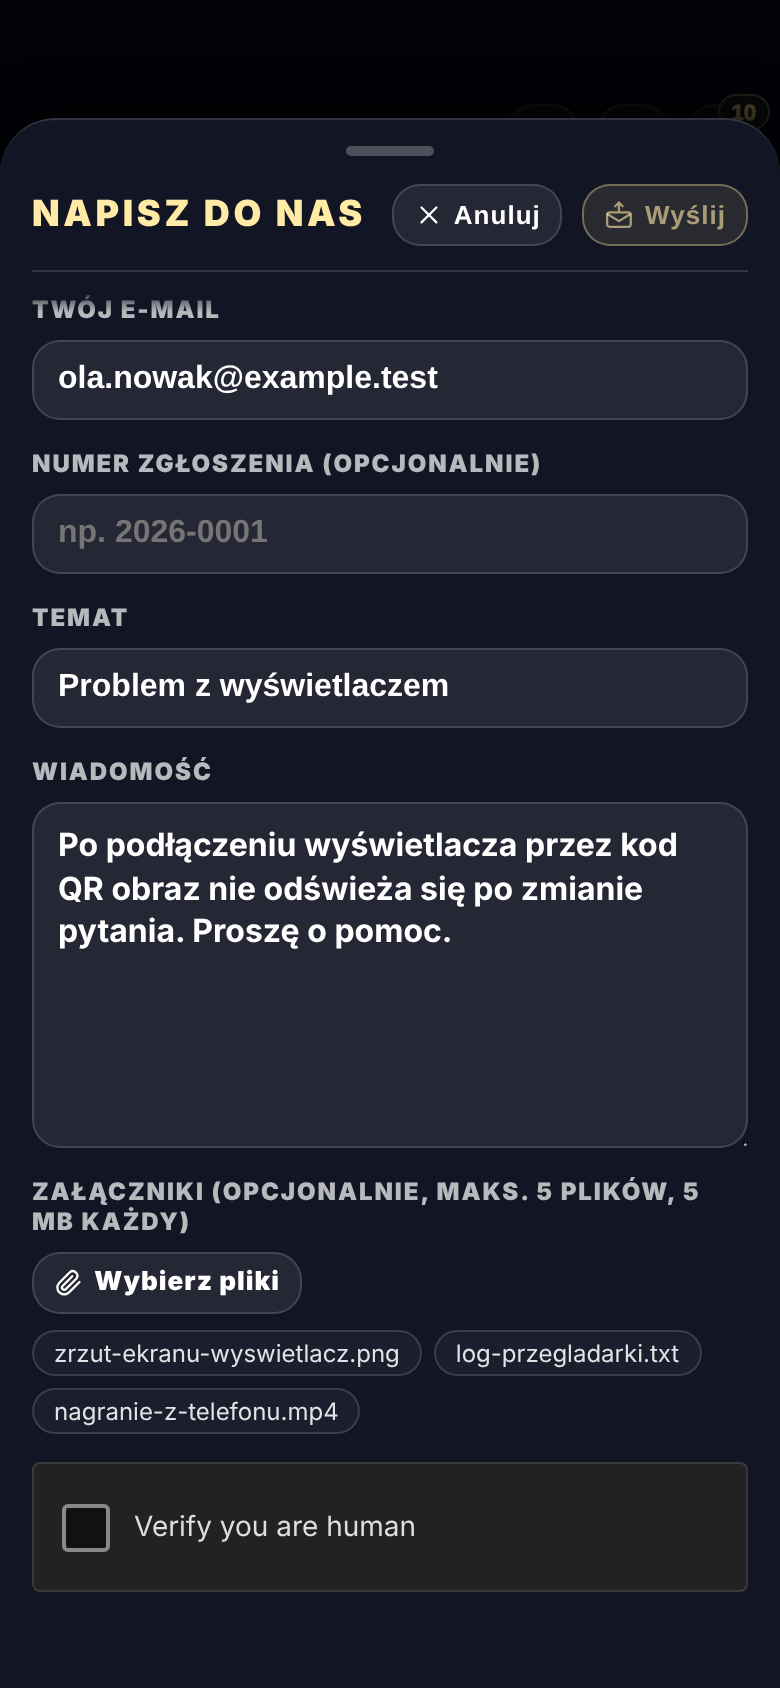 10
NAPISZ DO NAS
Anuluj
Wyślij
TWÓJ E-MAIL
ola.nowak@example.test
NUMER ZGŁOSZENIA (OPCJONALNIE)
np. 2026-0001
TEMAT
Problem z wyświetlaczem
WIADOMOŚĆ
Po podłączeniu wyświetlacza przez kod
QR obraz nie odświeża się po zmianie
pytania. Proszę o pomoc.
ZAŁĄCZNIKI (OPCJONALNIE, MAKS. 5 PLIKÓW, 5
MB KAŻDY)
Wybierz pliki
zrzut-ekranu-wyswietlacz.png
log-przegladarki.txt
nagranie-z-telefonu.mp4
Verify you are human